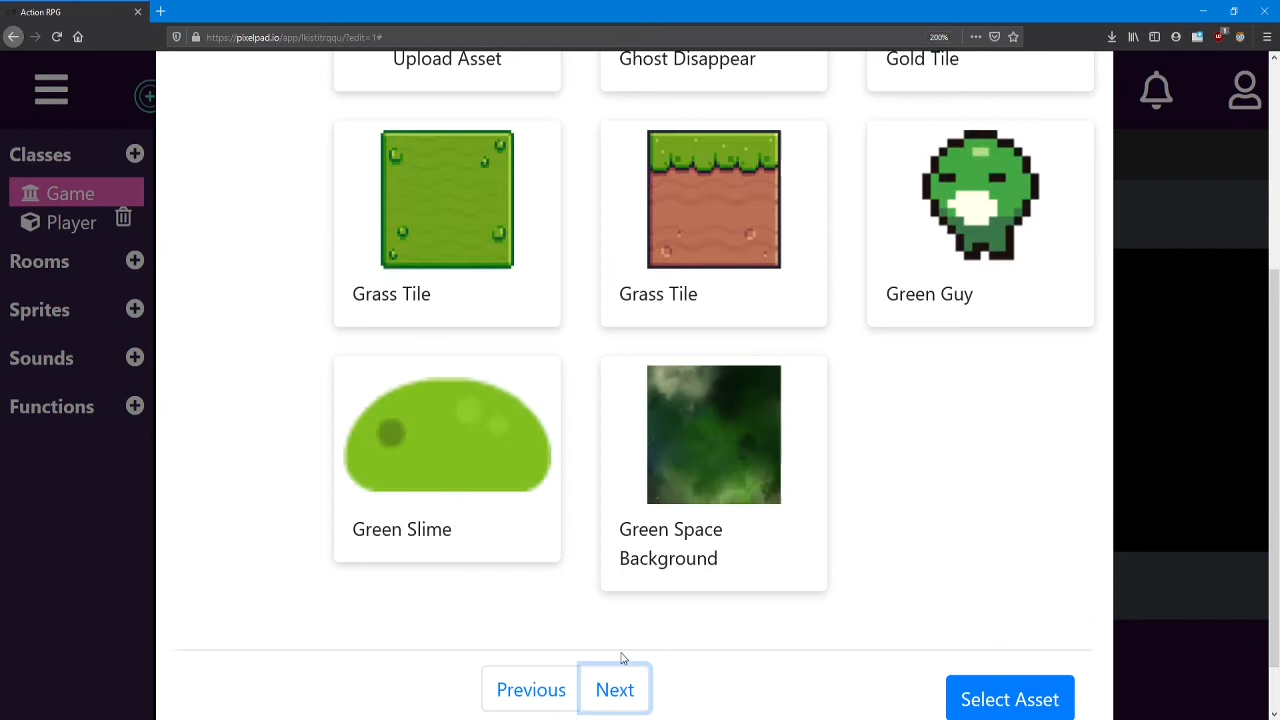 Action RPG
https://pixelpad.io/app/lkistitrqqu/?edit=1#
200%
Upload Asset
Ghost Disappear
Gold Tile
Classes
Game
Player
Rooms
Sprites
Sounds
Functions
Grass Tile
Grass Tile
Green Guy
Green Slime
Green Space
Background
Previous
Next
Select Asset